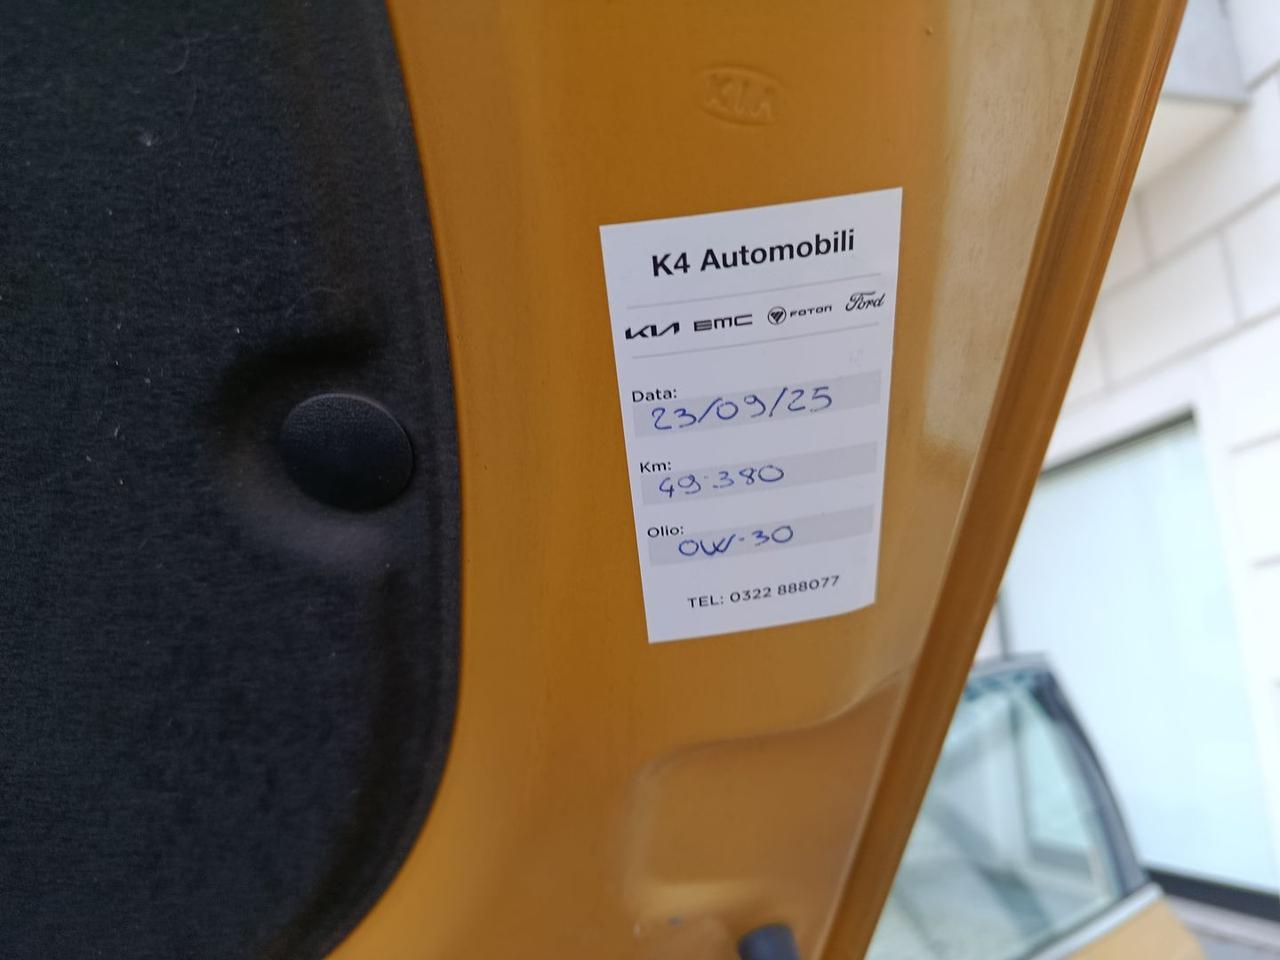 KIA
K4 Automobili
KIA EMC FOTON Ford
Data:
23/09/25
Km:
49.380
Olio:
0W-30
TEL: 0322 888077